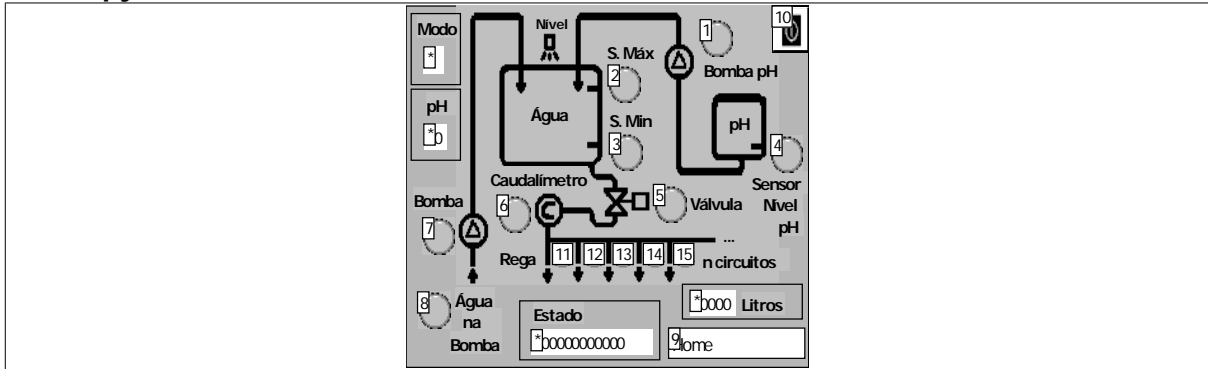 Modo
*
Nível
1
10
S. Máx
2
Bomba pH
pH
*0
Água
S. Min
3
pH
4
Caudalímetro
Sensor
Nível
pH
Bomba
6
C
5
Válvula
7
...
Rega
11 12 13 14 15
n circuitos
8
Água
na
Bomba
Estado
*00000000000
*0000 Litros
9
Home